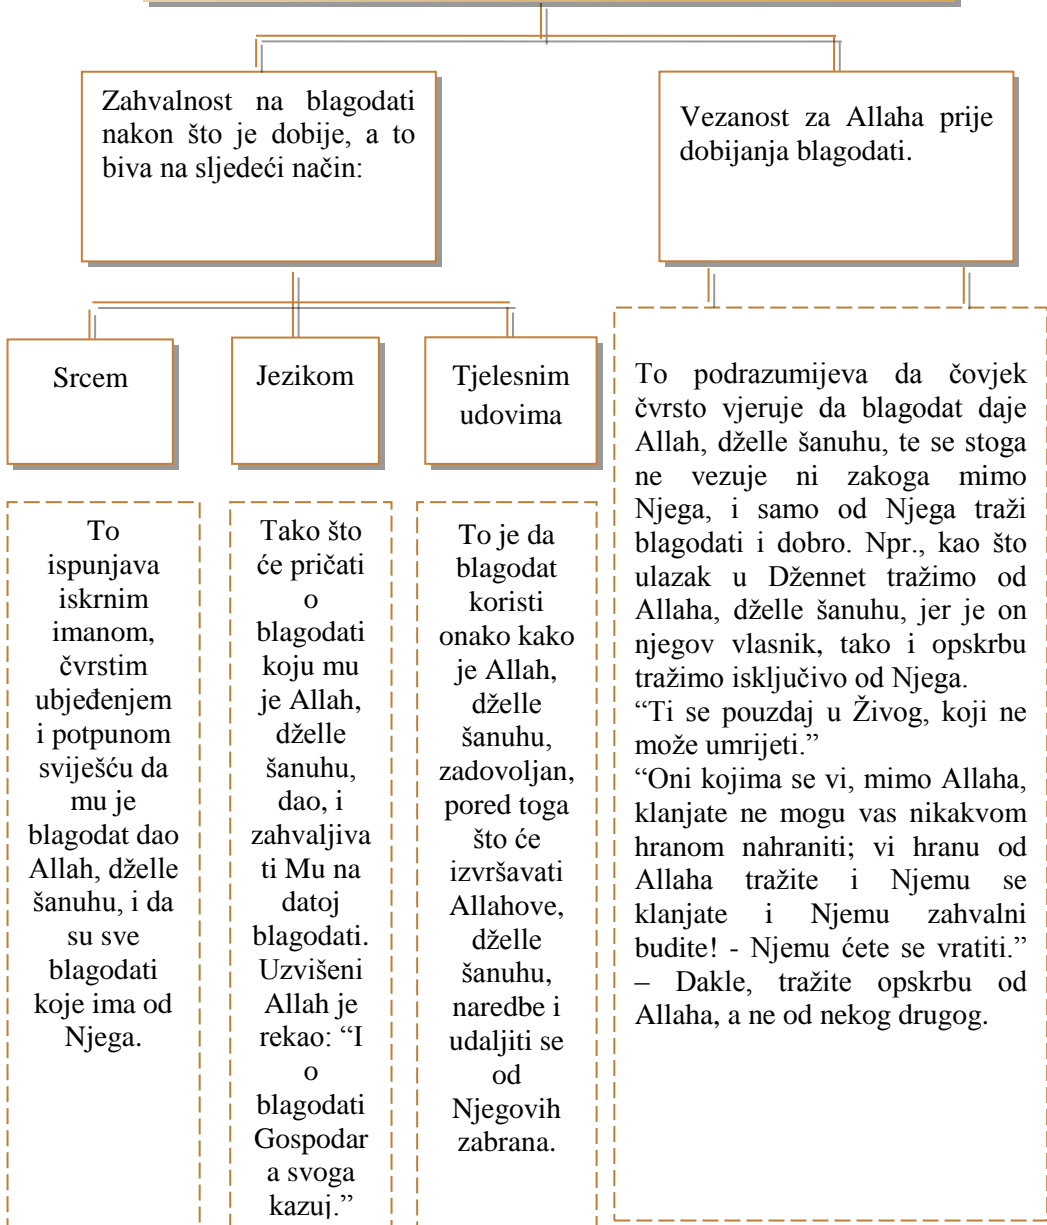 Zahvalnost na blagodati
nakon što je dobije, a to
biva na sljedeći način:
Vezanost za Allaha prije
dobijanja blagodati.
Srcem
Jezikom
Tjelesnim
udovima
To
ispunjava
iskrnim
imanom,
čvrstim
ubjeđenjem
i potpunom
sviješću da
mu je
blagodat dao
Allah, dželle
šanuhu, i da
su sve
blagodati
koje ima od
Njega.
Tako što
će pričati
o
blagodati
koju mu
je Allah,
dželle
šanuhu,
dao, i
zahvaljiva
ti Mu na
datoj
blagodati.
Uzvišeni
Allah je
rekao: “I
o
blagodati
Gospodar
a svoga
kazuj.”
To je da
blagodat
koristi
onako kako
je Allah,
dželle
šanuhu,
zadovoljan,
pored toga
što će
izvršavati
Allahove,
dželle
šanuhu,
naredbe i
udaljiti se
od
Njegovih
zabrana.
To podrazumijeva da čovjek
čvrsto vjeruje da blagodat daje
Allah, dželle šanuhu, te se stoga
ne vezuje ni zakoga mimo
Njega, i samo od Njega traži
blagodati i dobro. Npr., kao što
ulazak u Džennet tražimo od
Allaha, dželle šanuhu, jer je on
njegov vlasnik, tako i opskrbu
tražimo isključivo od Njega.
“Ti se pouzdaj u Živog, koji ne
može umrijeti.”
“Oni kojima se vi, mimo Allaha,
klanjate ne mogu vas nikakvom
hranom nahraniti; vi hranu od
Allaha tražite i Njemu se
klanjate i Njemu zahvalni
budite! - Njemu ćete se vratiti.”
– Dakle, tražite opskrbu od
Allaha, a ne od nekog drugog.